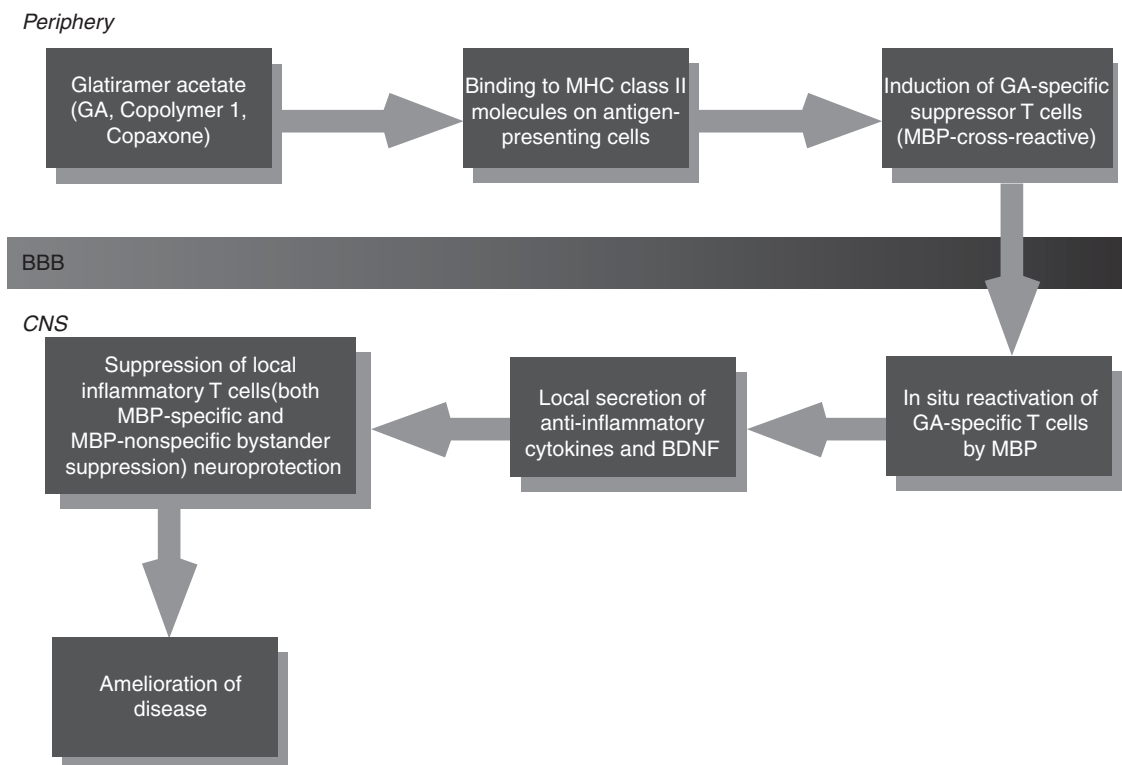 Periphery
Glatiramer acetate
(GA, Copolymer 1,
Copaxone)
Binding to MHC class II
molecules on antigen-
presenting cells
Induction of GA-specific
suppressor T cells
(MBP-cross-reactive)
BBB
CNS
Suppression of local
inflammatory T cells(both
MBP-specific and
MBP-nonspecific bystander
suppression) neuroprotection
Local secretion of
anti-inflammatory
cytokines and BDNF
In situ reactivation of
GA-specific T cells
by MBP
Amelioration of
disease